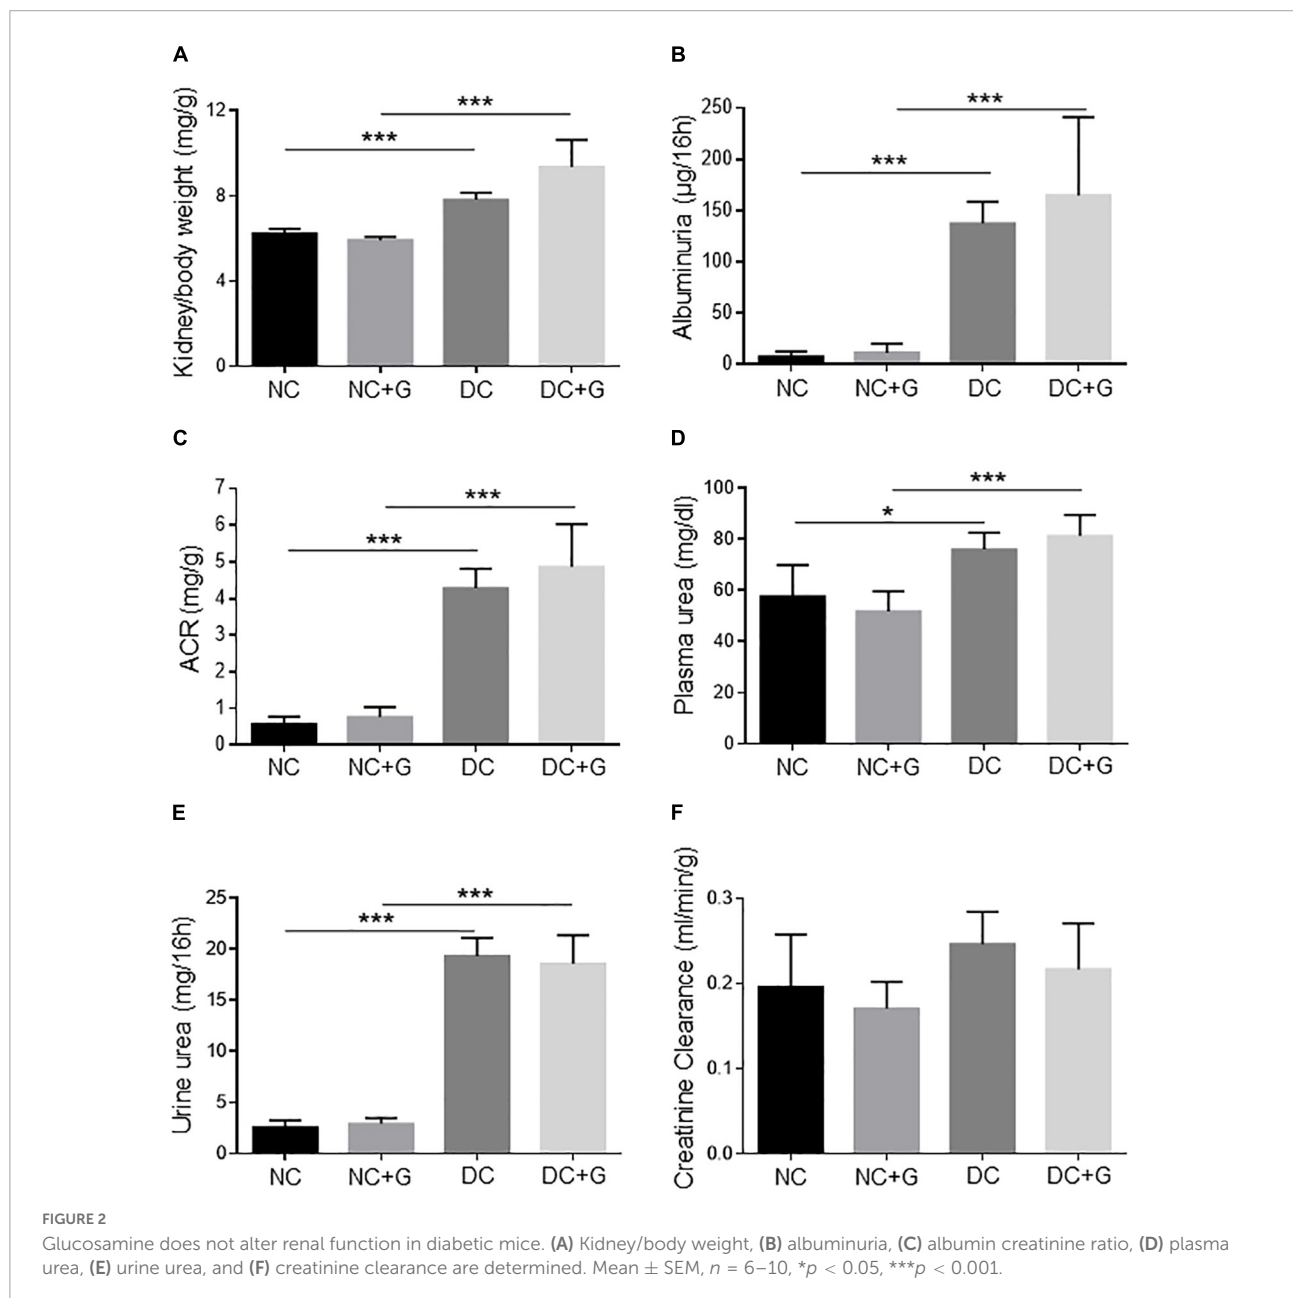 A
Kidney/body weight (mg/g)
12
8
4
0
***
***
NC NC+G DC DC+G
B
Albuminuria (µg/16h)
250
200
150
100
50
0
***
***
NC NC+G DC DC+G
C
ACR (mg/g)
7
6
5
4
3
2
1
0
***
***
NC NC+G DC DC+G
D
Plasma urea (mg/dl)
100
80
60
40
20
0
***
*
NC NC+G DC DC+G
E
Urine urea (mg/16h)
25
20
15
10
5
0
***
***
NC NC+G DC DC+G
F
Creatinine Clearance (ml/min/g)
0.3
0.2
0.1
0.0
NC NC+G DC DC+G
FIGURE 2
Glucosamine does not alter renal function in diabetic mice. (A) Kidney/body weight, (B) albuminuria, (C) albumin creatinine ratio, (D) plasma
urea, (E) urine urea, and (F) creatinine clearance are determined. Mean ± SEM, n = 6–10, *p < 0.05, ***p < 0.001.